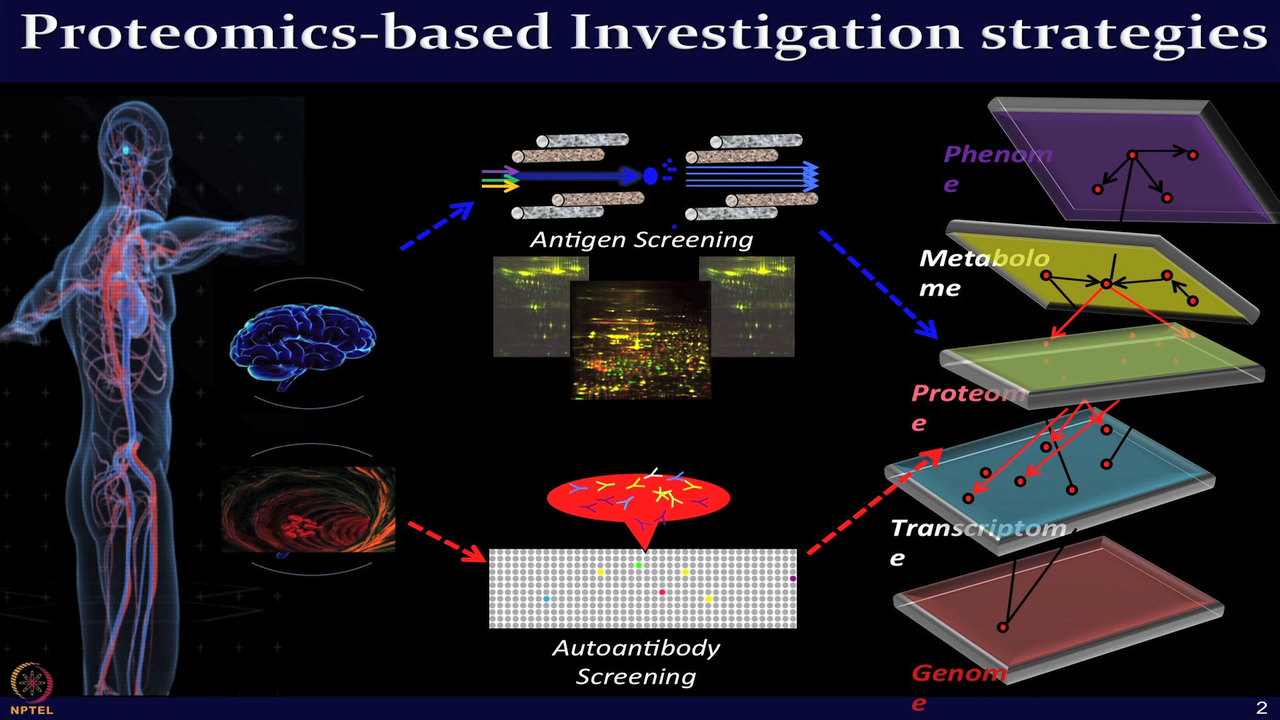 Proteomics-based Investigation strategies
Antigen Screening
Autoantibody
Screening
Phenom
e
Metabolo
me
Proteom
e
Transcriptom
e
Genom
e
NPTEL
2